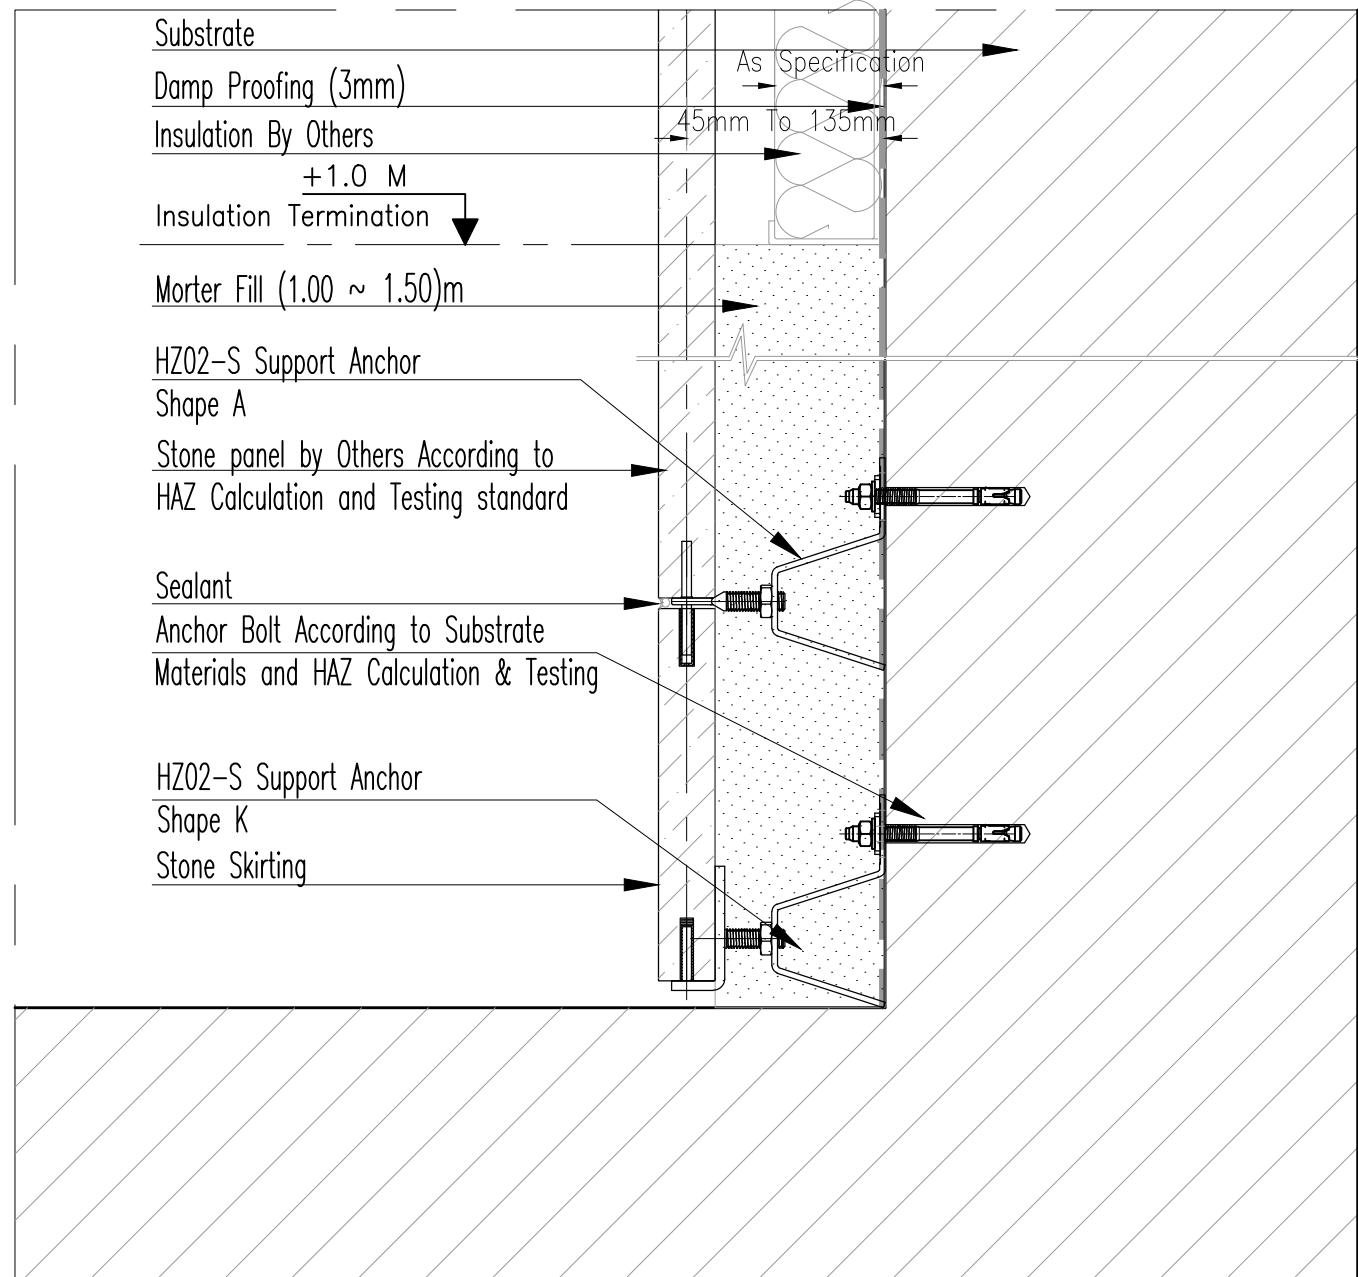 Substrate
As Specification
Damp Proofing (3mm)
45mm To 135mm
Insulation By Others
+1.0 M
Insulation Termination
Morter Fill (1.00 ~ 1.50)m
HZ02-S Support Anchor
Shape A
Stone panel by Others According to
HAZ Calculation and Testing standard
Sealant
Anchor Bolt According to Substrate
Materials and HAZ Calculation & Testing
HZ02-S Support Anchor
Shape K
Stone Skirting